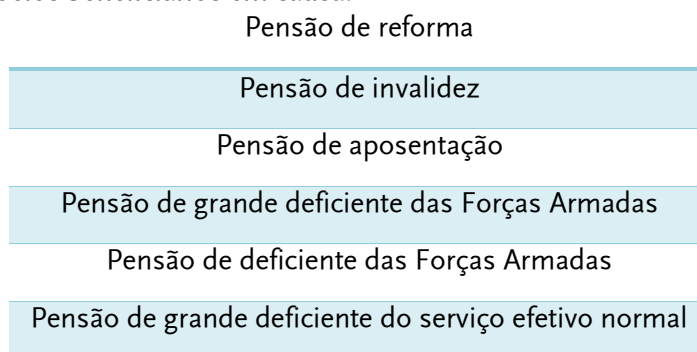 Pensão de reforma
Pensão de invalidez
Pensão de aposentação
Pensão de grande deficiente das Forças Armadas
Pensão de deficiente das Forças Armadas
Pensão de grande deficiente do serviço efetivo normal